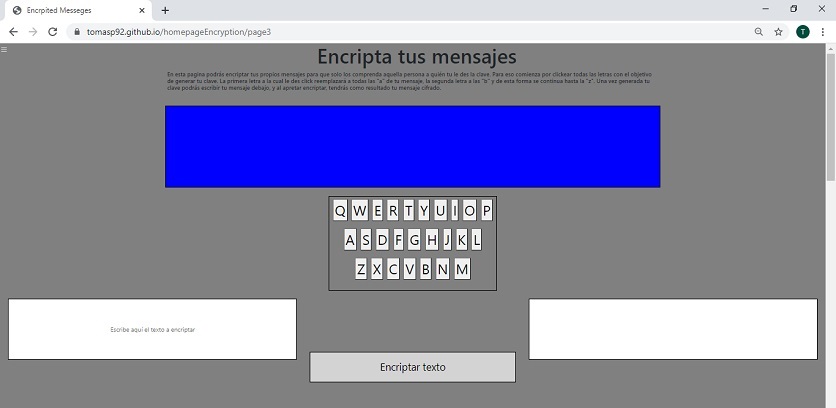 Encrpited Messeges
tomasp92.github.io/homepageEncryption/page3
T
Encripta tus mensajes
En esta pagina podrás encriptar tus propios mensajes para que solo los comprenda aquella persona a quién tu le des la clave. Para eso comienza por clickear todas las letras con el objetivo
de generar tu clave. La primera letra a la cual le des click reemplazará a todas las "a" de tu mensaje, la segunda letra a las "b" y de esta forma se continua hasta la "z". Una vez generada tu
clave podrás escribir tu mensaje debajo, y al apretar encriptar, tendrás como resultado tu mensaje cifrado.
Q W E R T Y U I O P
A S D F G H J K L
Z X C V B N M
Escribe aquí el texto a encriptar
Encriptar texto